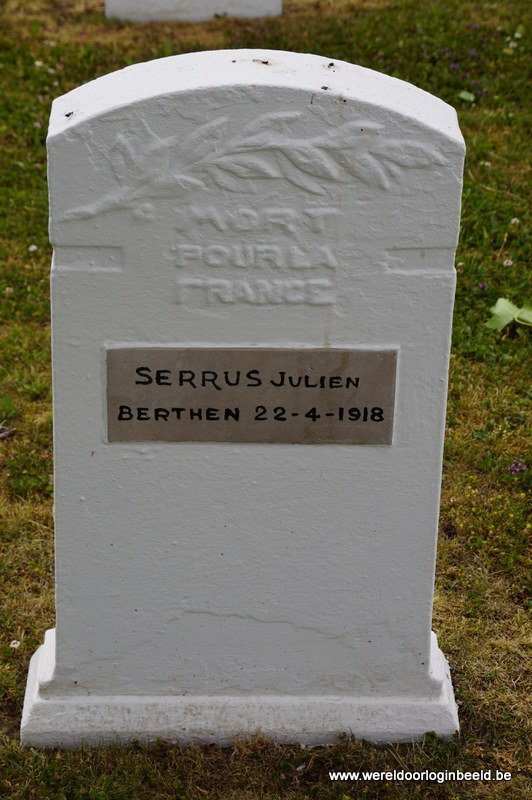 MORT
POUR LA
FRANCE
SERRUS JULIEN
BERTHEN 22-4-1918
www.wereldoorloginbeeld.be